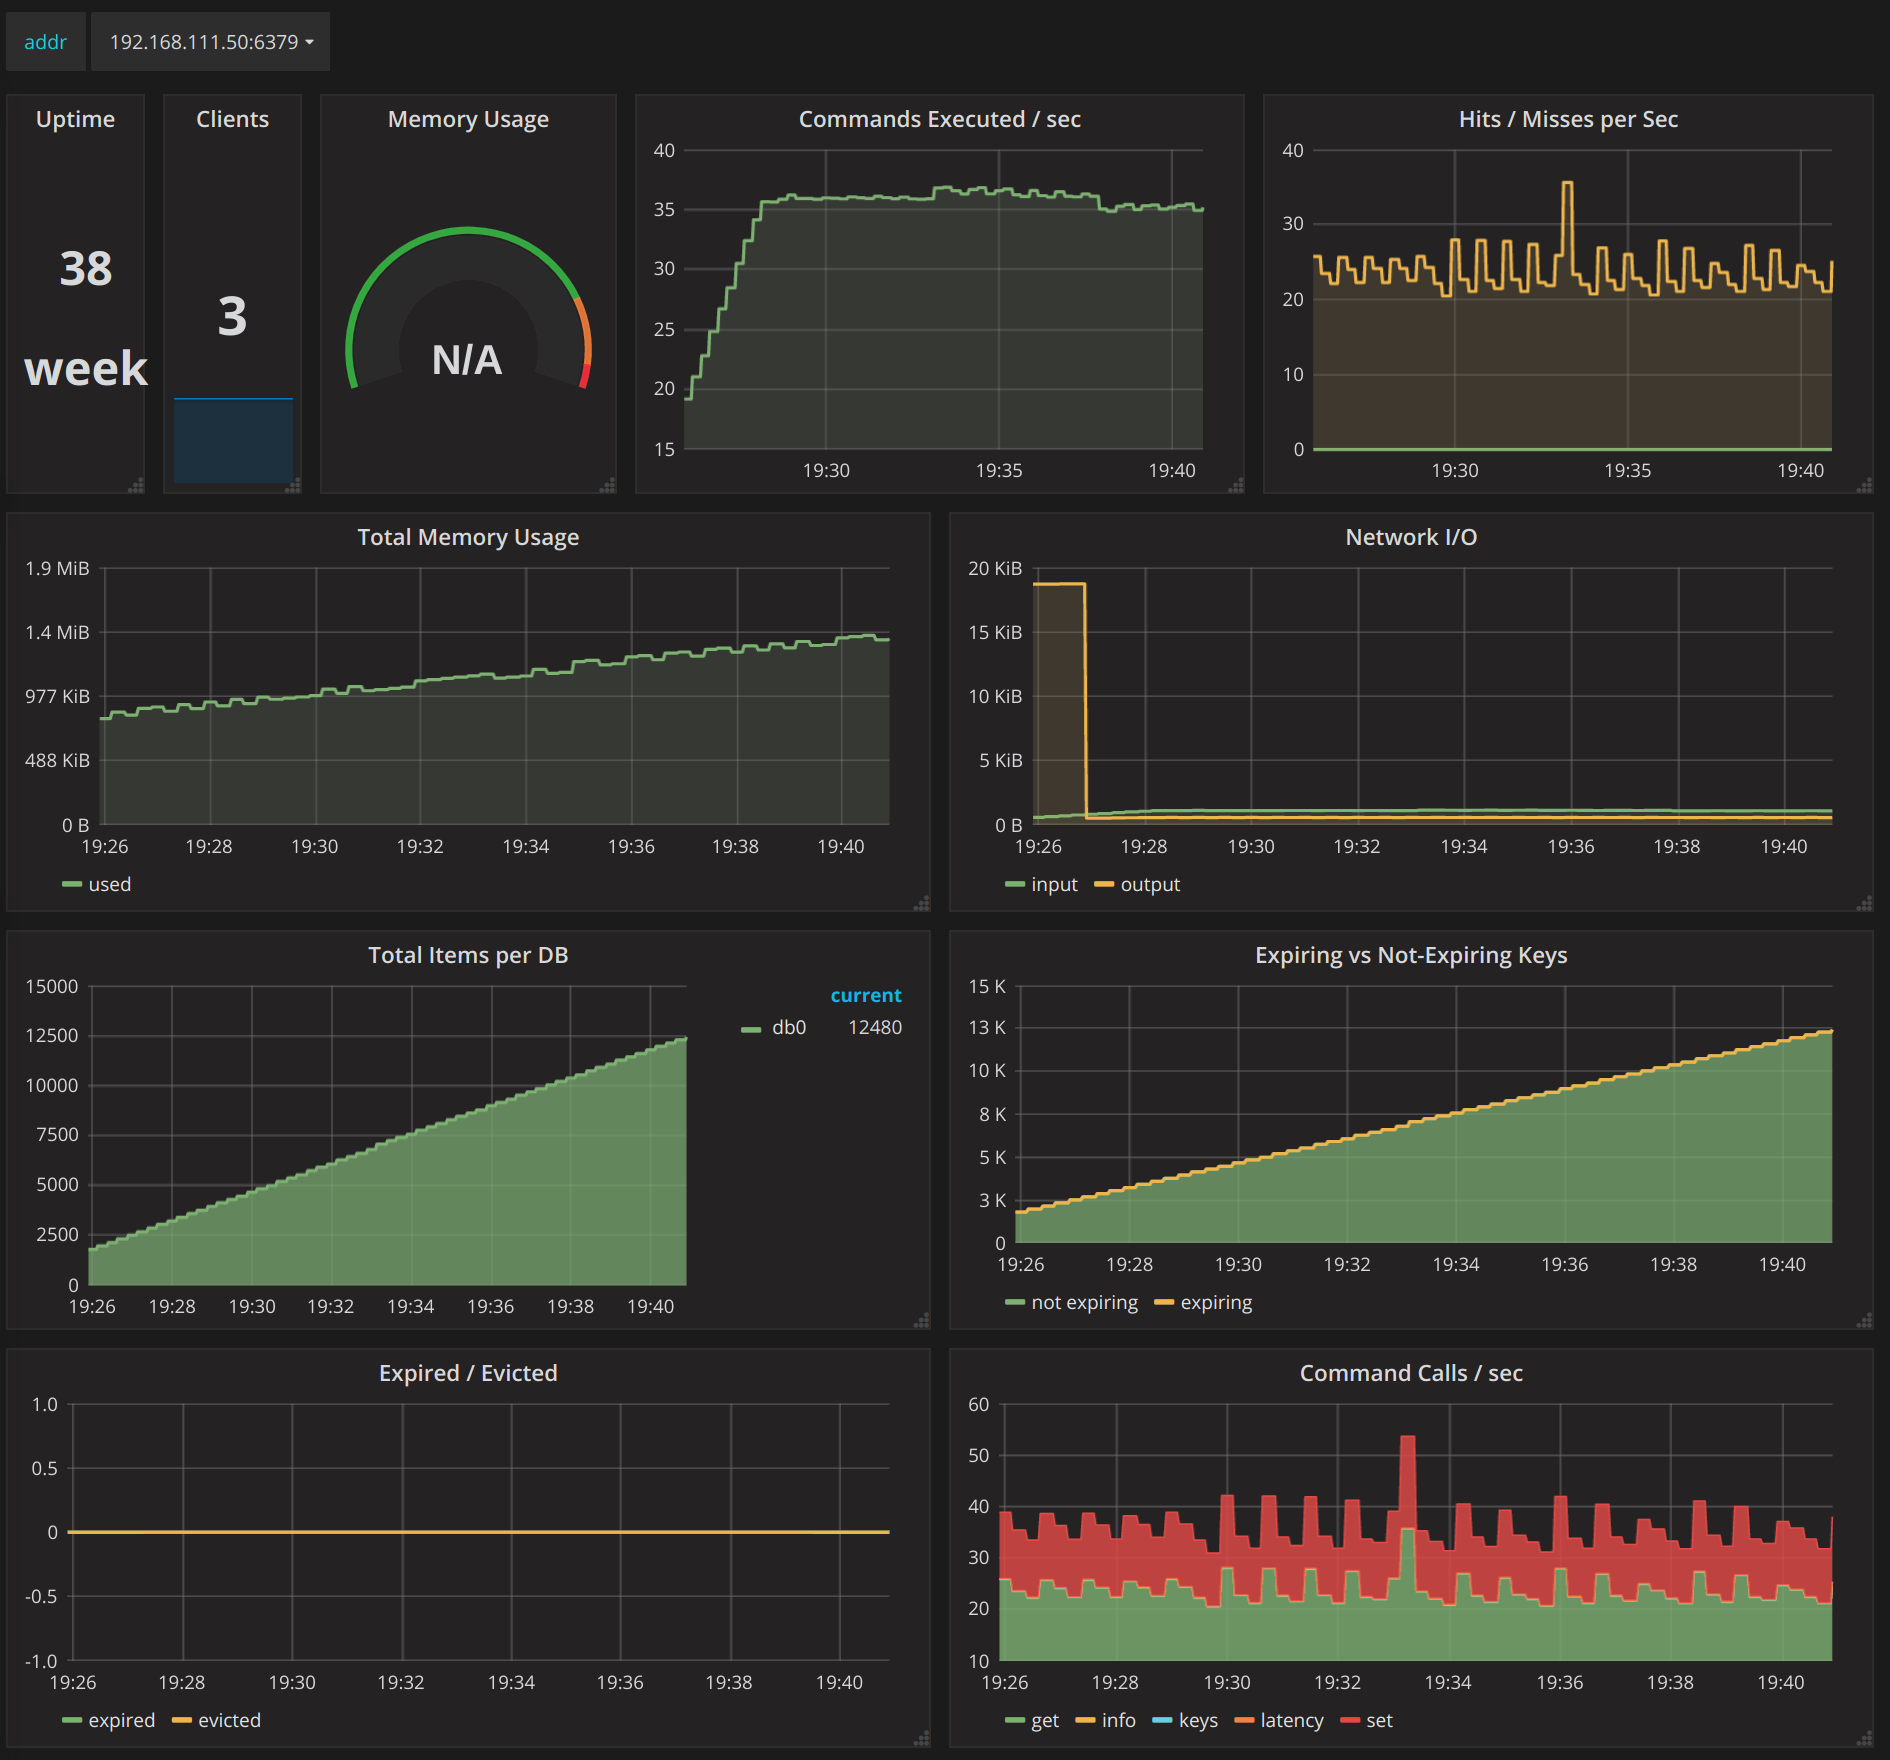 addr 192.168.111.50:6379
Uptime
38
week
Clients
3
Memory Usage
N/A
Commands Executed / sec
40
35
30
25
20
15
19:30 19:35 19:40
Hits / Misses per Sec
40
30
20
10
0
19:30 19:35 19:40
Total Memory Usage
1.9 MiB
1.4 MiB
977 KiB
488 KiB
0 B
19:26 19:28 19:30 19:32 19:34 19:36 19:38 19:40
used
Network I/O
20 KiB
15 KiB
10 KiB
5 KiB
0 B
19:26 19:28 19:30 19:32 19:34 19:36 19:38 19:40
input output
Total Items per DB
15000
12500
10000
7500
5000
2500
0
19:26 19:28 19:30 19:32 19:34 19:36 19:38 19:40
current
db0 12480
Expiring vs Not-Expiring Keys
15 K
13 K
10 K
8 K
5 K
3 K
0
19:26 19:28 19:30 19:32 19:34 19:36 19:38 19:40
not expiring expiring
Expired / Evicted
1.0
0.5
0
-0.5
-1.0
19:26 19:28 19:30 19:32 19:34 19:36 19:38 19:40
expired evicted
Command Calls / sec
60
50
40
30
20
10
19:26 19:28 19:30 19:32 19:34 19:36 19:38 19:40
get info keys latency set